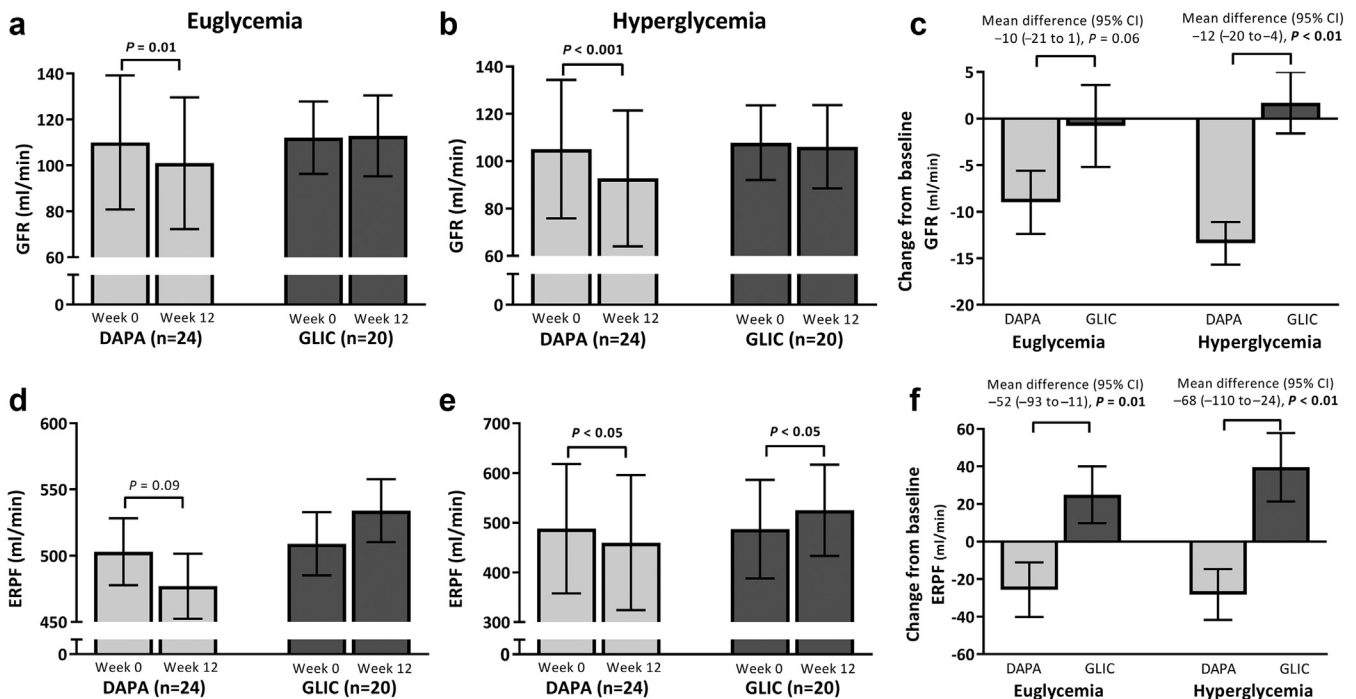 a
Euglycemia
P = 0.01
GFR (ml/min)
140
120
100
80
60
0
Week 0
Week 12
DAPA (n=24)
GLIC (n=20)
b
Hyperglycemia
P < 0.001
GFR (ml/min)
140
120
100
80
60
0
Week 0 Week 12
Week 0 Week 12
DAPA (n=24)
GLIC (n=20)
c
Mean difference (95% CI)
–10 (–21 to 1), P = 0.06
Mean difference (95% CI)
–12 (–20 to–4), P < 0.01
Change from baseline
GFR (ml/min)
5
0
-5
-10
-15
-20
DAPA
GLIC
DAPA
GLIC
Euglycemia
Hyperglycemia
d
P = 0.09
ERPF (ml/min)
600
550
500
450
0
Week 0 Week 12
Week 0 Week 12
DAPA (n=24)
GLIC (n=20)
e
P < 0.05
P < 0.05
ERPF (ml/min)
700
600
500
400
300
0
Week 0 Week 12
Week 0 Week 12
DAPA (n=24)
GLIC (n=20)
f
Mean difference (95% CI)
–52 (–93 to–11), P = 0.01
Mean difference (95% CI)
–68 (–110 to–24), P < 0.01
Change from baseline
ERPF (ml/min)
60
40
20
0
-20
-40
-60
DAPA
GLIC
DAPA
GLIC
Euglycemia
Hyperglycemia